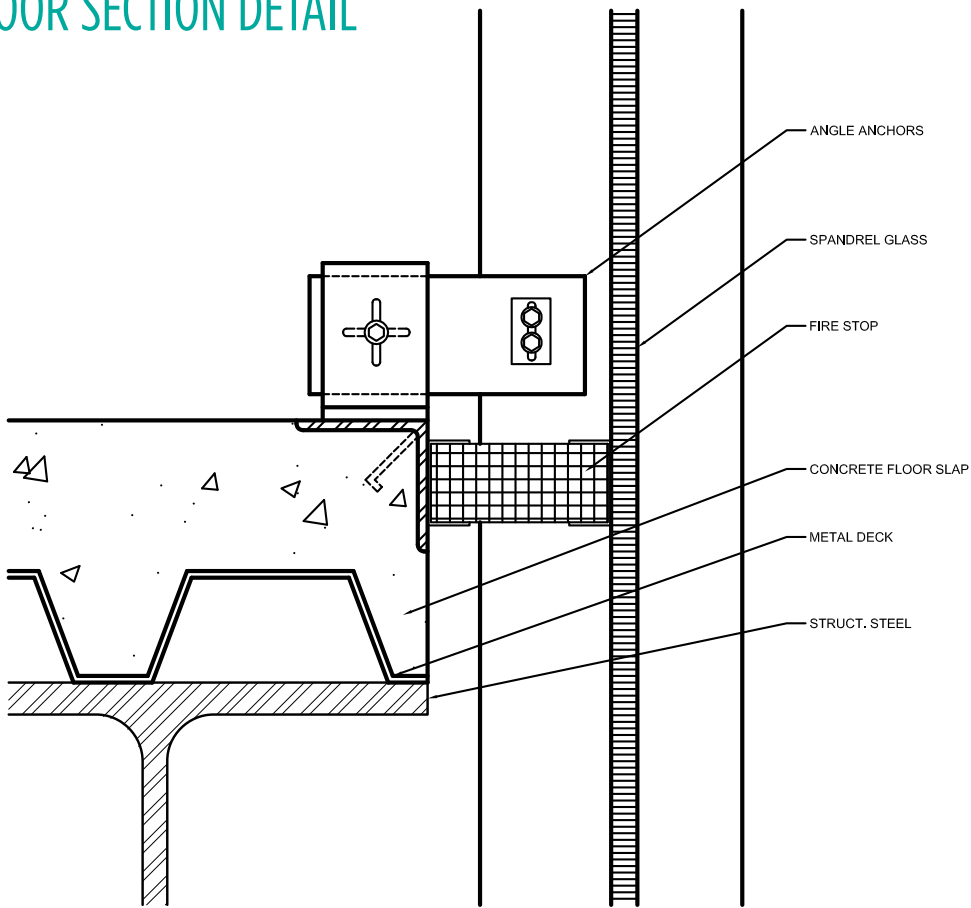 OOR SECTION DETAIL
ANGLE ANCHORS
SPANDREL GLASS
FIRE STOP
CONCRETE FLOOR SLAP
METAL DECK
STRUCT. STEEL